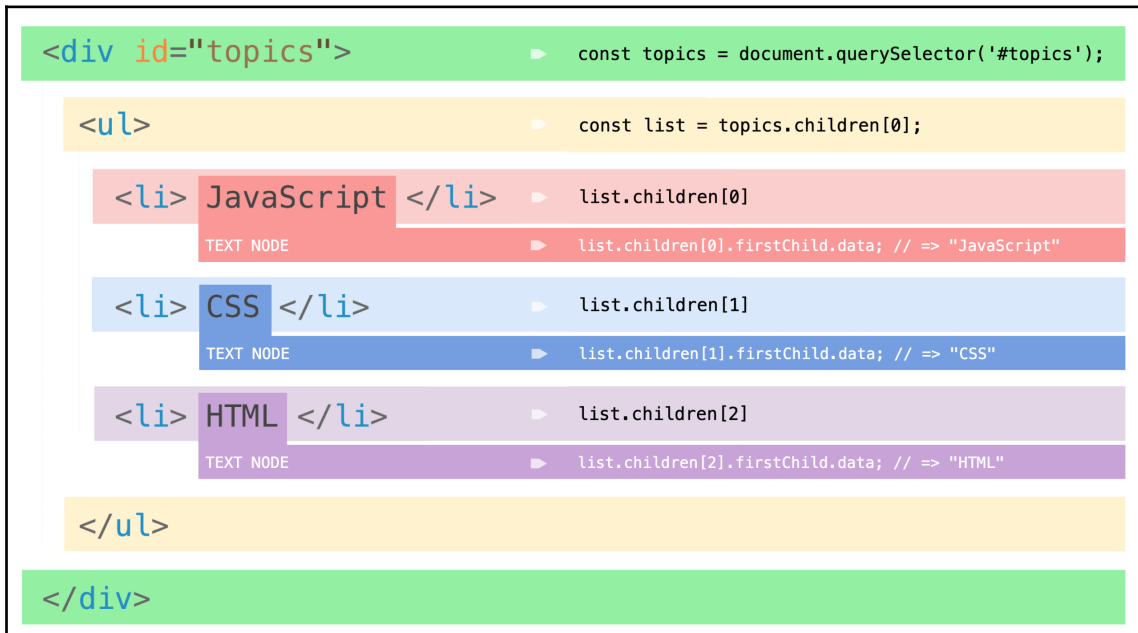 <div id="topics"> const topics = document.querySelector('#topics');
<ul> const list = topics.children[0];
<li> JavaScript </li> list.children[0]
TEXT NODE list.children[0].firstChild.data; // => "JavaScript"
<li> CSS </li> list.children[1]
TEXT NODE list.children[1].firstChild.data; // => "CSS"
<li> HTML </li> list.children[2]
TEXT NODE list.children[2].firstChild.data; // => "HTML"
</ul>
</div>